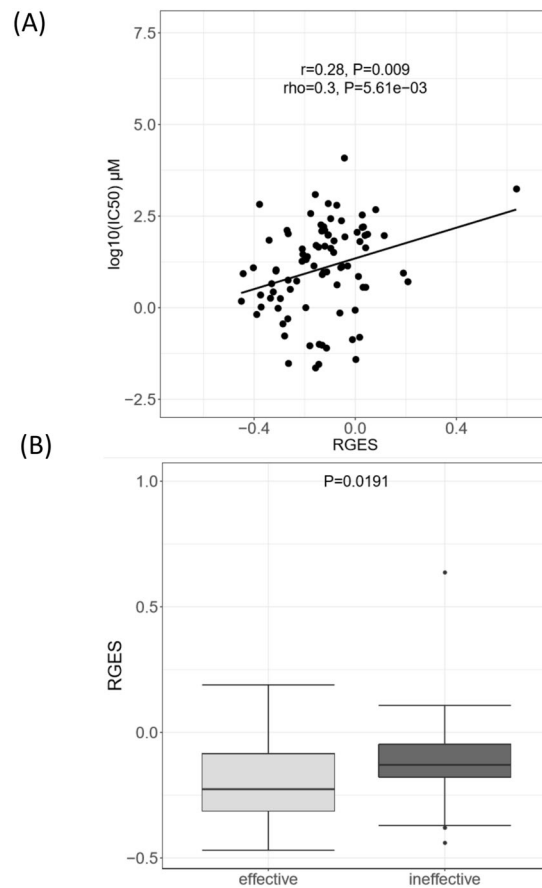 (A)
7.5
5.0
2.5
0.0
−2.5
log10(IC50) μM
r=0.28, P=0.009
rho=0.3, P=5.61e−03
−0.4
0.0
0.4
RGES
(B)
1.0
0.5
0.0
−0.5
RGES
P=0.0191
effective
ineffective